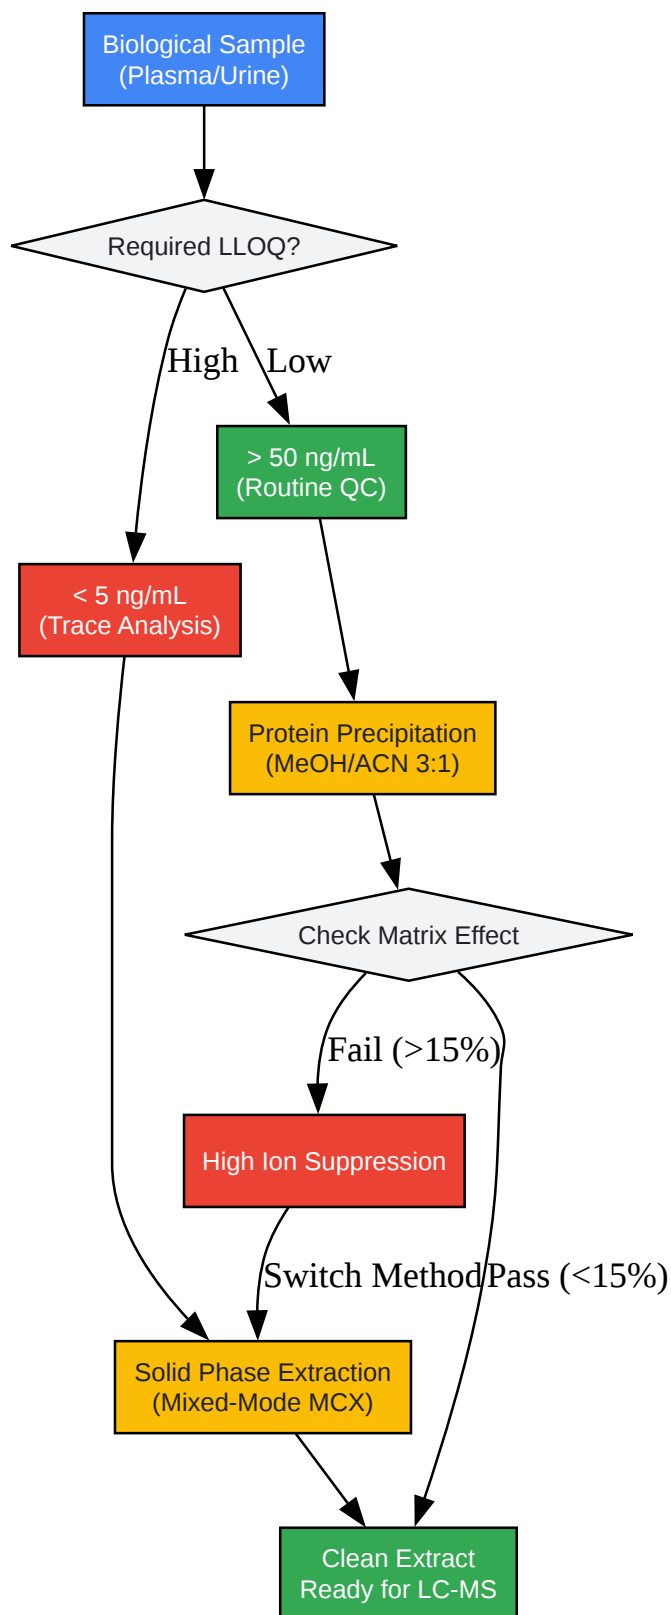 Biological Sample
(Plasma/Urine)
Required LLOQ?
High
Low
> 50 ng/mL
(Routine QC)
< 5 ng/mL
(Trace Analysis)
Protein Precipitation
(MeOH/ACN 3:1)
Check Matrix Effect
Fail (>15%)
High Ion Suppression
Switch Method
Pass (<15%)
Solid Phase Extraction
(Mixed-Mode MCX)
Clean Extract
Ready for LC-MS